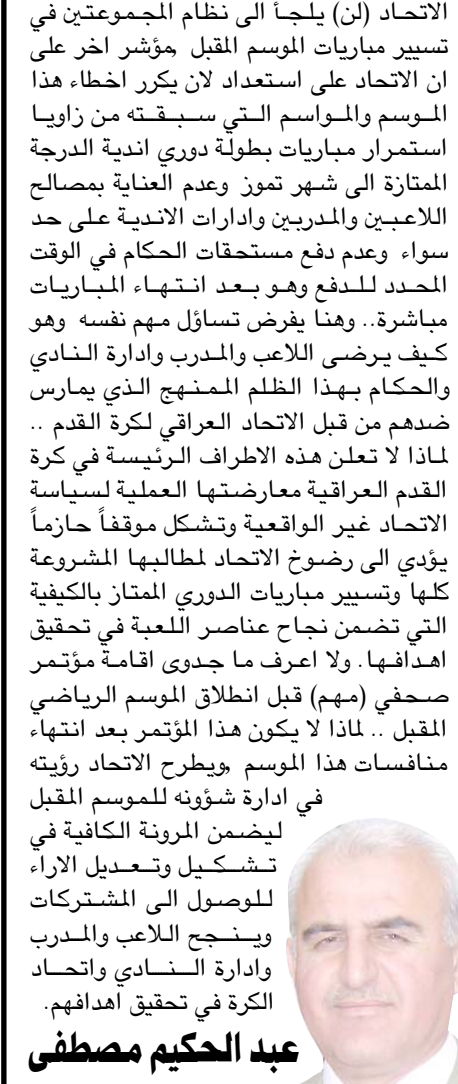 الاتحاد (لن) يلجأ الى نظام المجموعتين في
تسيير مباريات الموسم المقبل ,مؤشر اخر على
ان الاتحاد على استعداد لان يكرر اخطاء هذا
الموسم والمواسم التي سبقته من زاويا
استمرار مباريات بطولة دوري اندية الدرجة
الممتازة الى شهر تموز وعدم العناية بمصالح
اللاعبين والمدربين وادارات الاندية على حد
سواء وعدم دفع مستحقات الحكام في الوقت
المحدد للدفع وهو بعد انتهاء المباريات
مباشرة.. وهنا يفرض تساؤل مهم نفسه وهو
كيف يرضى اللاعب والمدرب وادارة النادي
والحكام بهذا الظلم الممنهج الذي يمارس
ضدهم من قبل الاتحاد العراقي لكرة القدم ..
لماذا لا تعلن هذه الاطراف الرئيسة في كرة
القدم العراقية معارضتها العملية لسياسة
الاتحاد غير الواقعية وتشكل موقفاً حازماً
يؤدي الى رضوخ الاتحاد لمطالبها المشروعة
كلها وتسيير مباريات الدوري الممتاز بالكيفية
التي تضمن نجاح عناصر اللعبة في تحقيق
اهدافها. ولا اعرف ما جدوى اقامة مؤتمر
صحفي (مهم) قبل انطلاق الموسم الرياضي
المقبل .. لماذا لا يكون هذا المؤتمر بعد انتهاء
منافسات هذا الموسم ,ويطرح الاتحاد رؤيته
في ادارة شؤونه للموسم المقبل
ليضمن المرونة الكافية في
تشكيل وتعديل الاراء
للوصول الى المشتركات
وينجح اللاعب والمدرب
وادارة النادي واتحاد
الكرة في تحقيق اهدافهم.
عبد الحكيم مصطفى